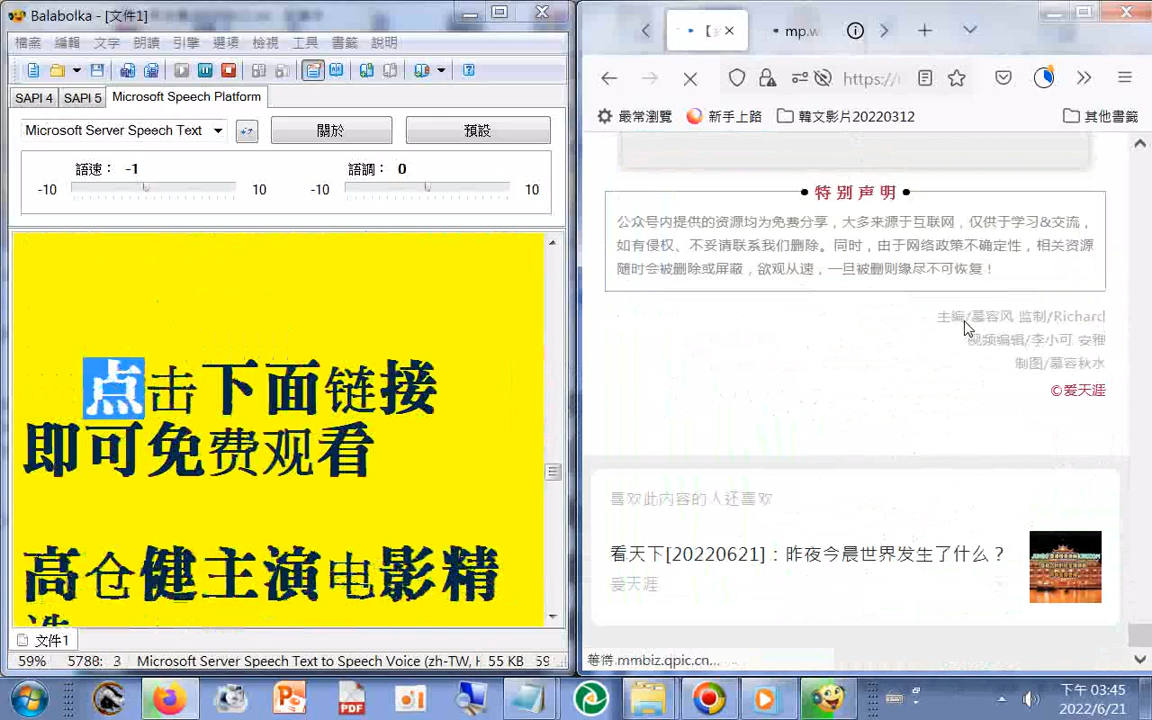 Balabolka - [文件1]
檔案 編輯 文字 朗讀 引擎 選項 檢視 工具 書籤 說明
SAPI 4 SAPI 5 Microsoft Speech Platform
Microsoft Server Speech Text 關於 預設
語速： -1 語調： 0
-10 10 -10 10
点击下面链接
即可免费观看
高仓健主演电影精
文件1
59% 5788: 3 Microsoft Server Speech Text to Speech Voice (zh-TW, H 55 KB 59
mp.w
https://
最常瀏覽 新手上路 韓文影片20220312 其他書籤
特别声明
公众号内提供的资源均为免费分享，大多来源于互联网，仅供于学习&交流，
如有侵权、不妥请联系我们删除。同时，由于网络政策不确定性，相关资源
随时会被删除或屏蔽，欲观从速，一旦被删则缘尽不可恢复！
主编/慕容风 监制/Richard
视频编辑/李小可 安雅
制图/慕容秋水
©爱天涯
喜欢此内容的人还喜欢
看天下[20220621]：昨夜今晨世界发生了什么？
爱天涯
等待 mmbiz.qpic.cn...
下午 03:45
2022/6/21